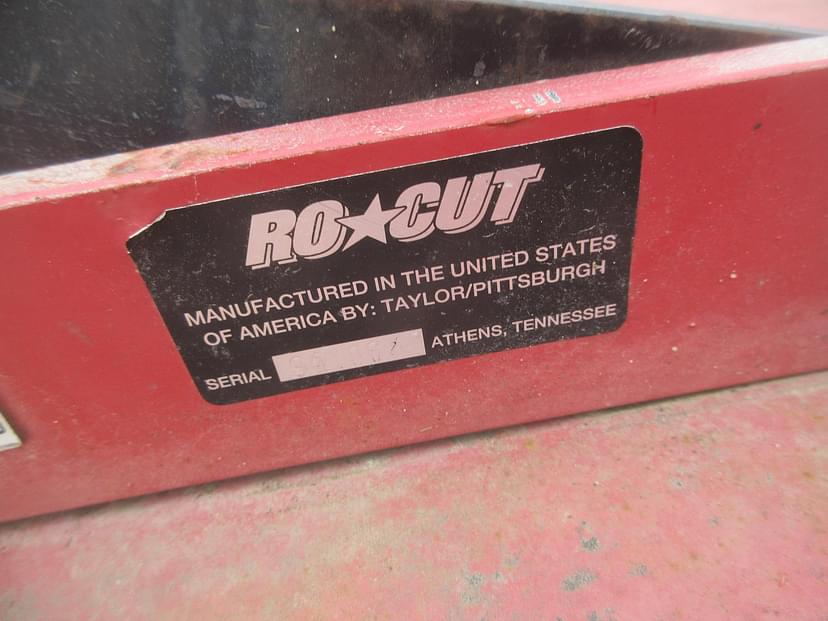 RO★CUT
MANUFACTURED IN THE UNITED STATES
OF AMERICA BY: TAYLOR/PITTSBURGH
SERIAL ATHENS, TENNESSEE